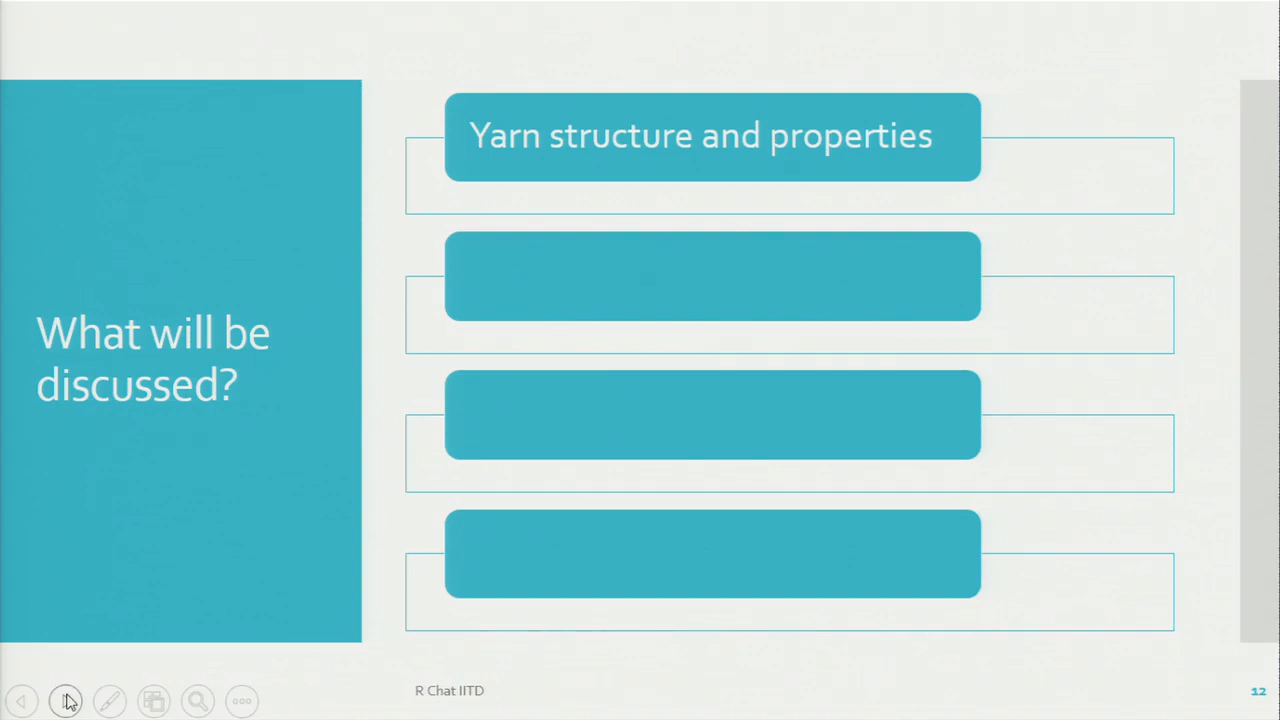 Yarn structure and properties
What will be
discussed?
R Chat IITD
12